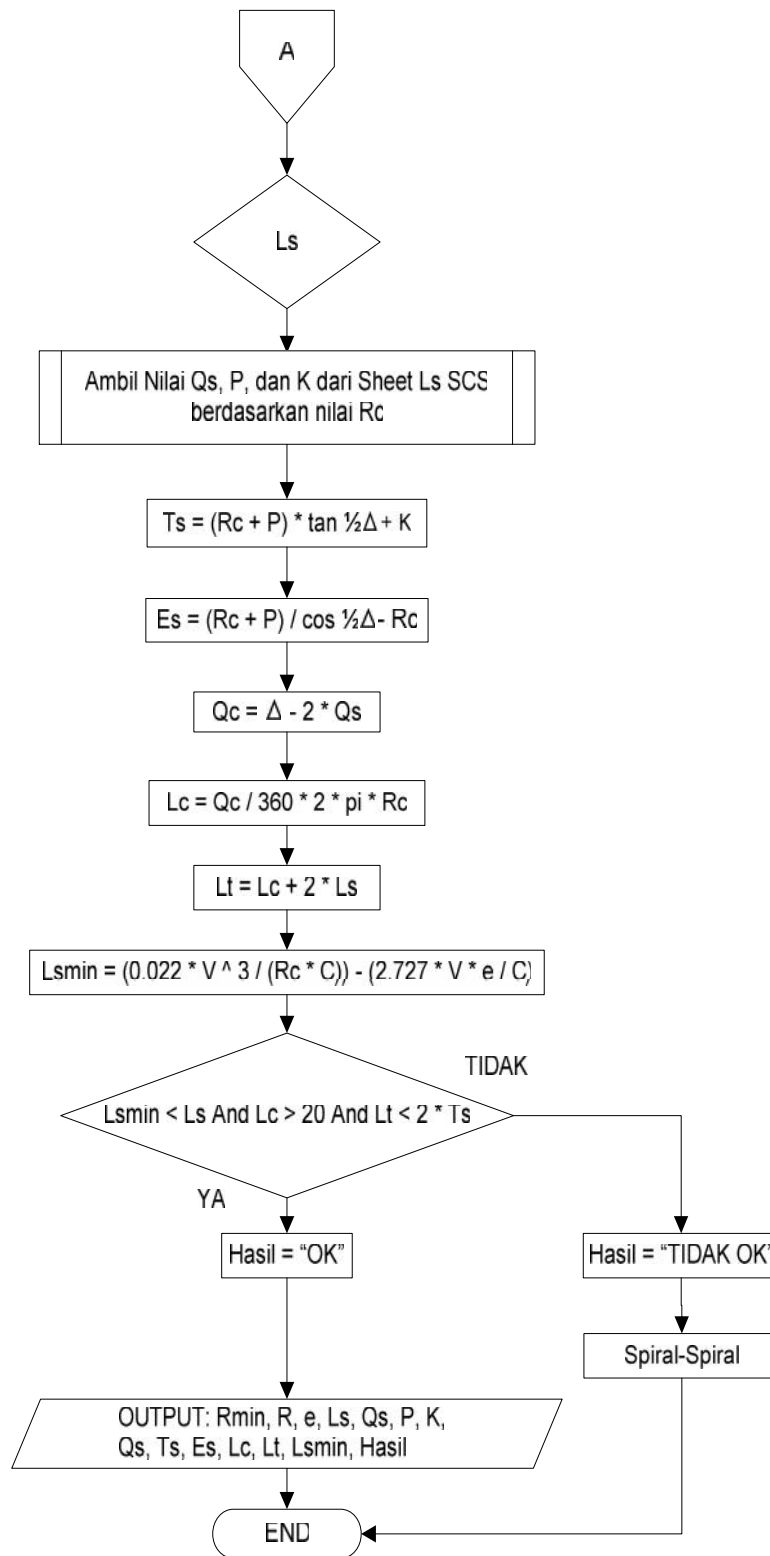 A
Ls
Ambil Nilai Qs, P, dan K dari Sheet Ls SCS
berdasarkan nilai Rc
Ts = (Rc + P) * tan ½Δ + K
Es = (Rc + P) / cos ½Δ - Rc
Qc = Δ - 2 * Qs
Lc = Qc / 360 * 2 * pi * Rc
Lt = Lc + 2 * Ls
Lsmin = (0.022 * V ^ 3 / (Rc * C)) - (2.727 * V * e / C)
TIDAK
Lsmin < Ls And Lc > 20 And Lt < 2 * Ts
YA
Hasil = “OK”
Hasil = “TIDAK OK”
Spiral-Spiral
OUTPUT: Rmin, R, e, Ls, Qs, P, K,
Qs, Ts, Es, Lc, Lt, Lsmin, Hasil
END